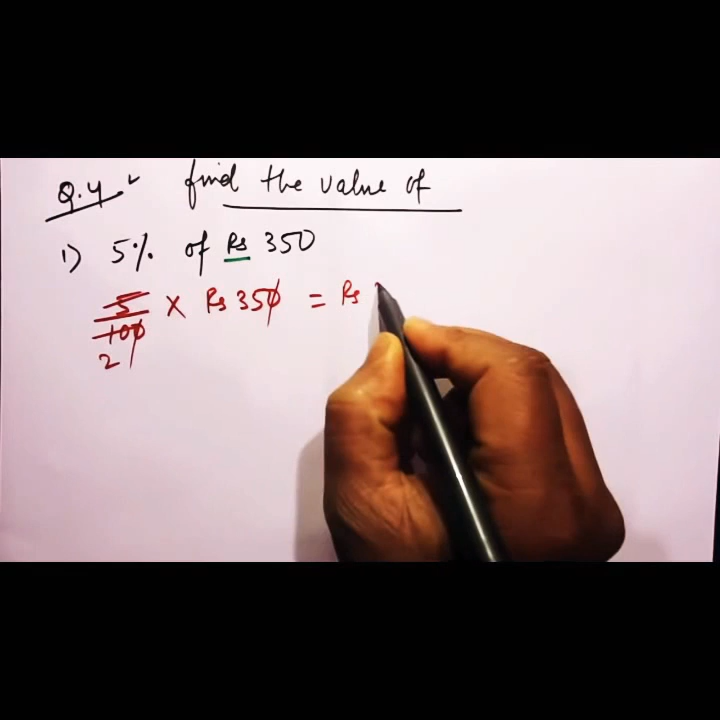 Q.4 find the value of
1) 5% of Rs 350
5/100 × Rs 350 = Rs
2